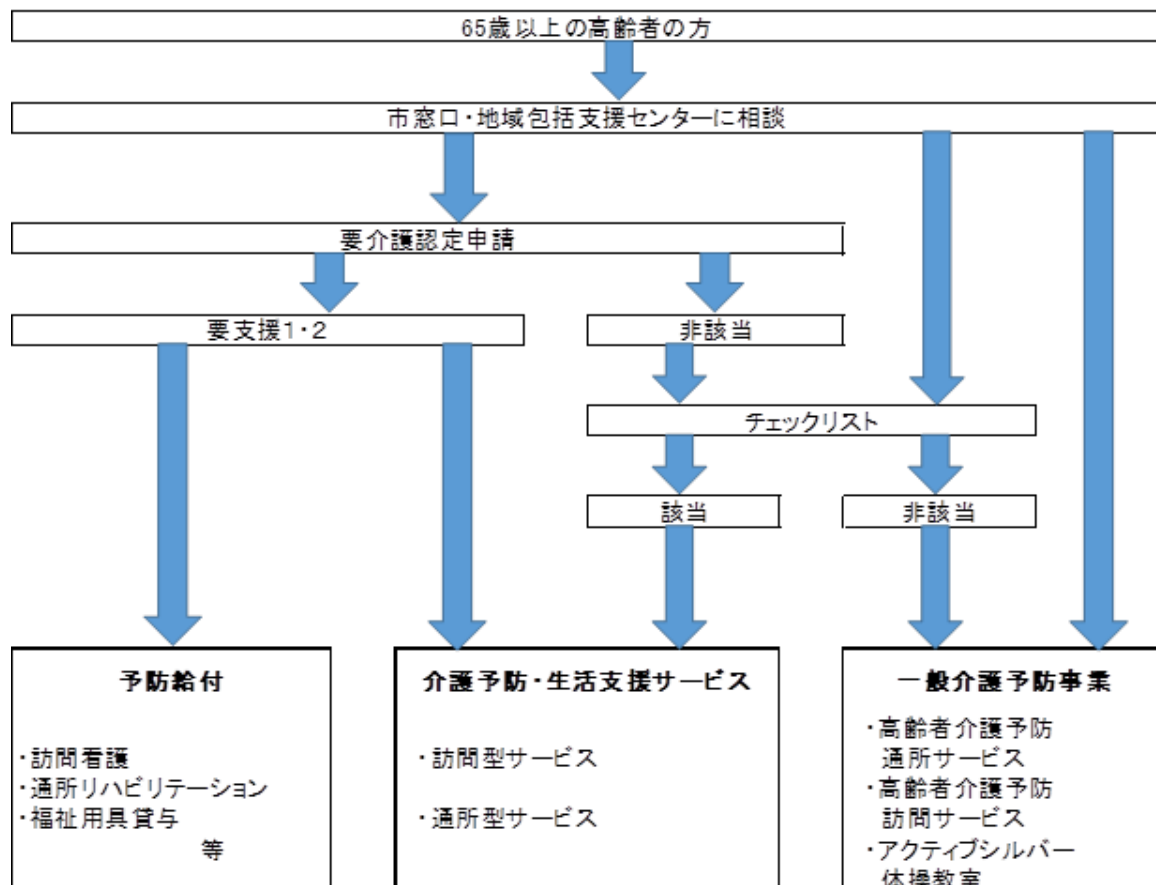 65歳以上の高齢者の方
市窓口・地域包括支援センターに相談
要介護認定申請
要支援1・2
非該当
チェックリスト
該当
非該当
予防給付
・訪問看護
・通所リハビリテーション
・福祉用具貸与
等
介護予防・生活支援サービス
・訪問型サービス
・通所型サービス
一般介護予防事業
・高齢者介護予防
通所サービス
・高齢者介護予防
訪問サービス
・アクティブシルバー
体操教室